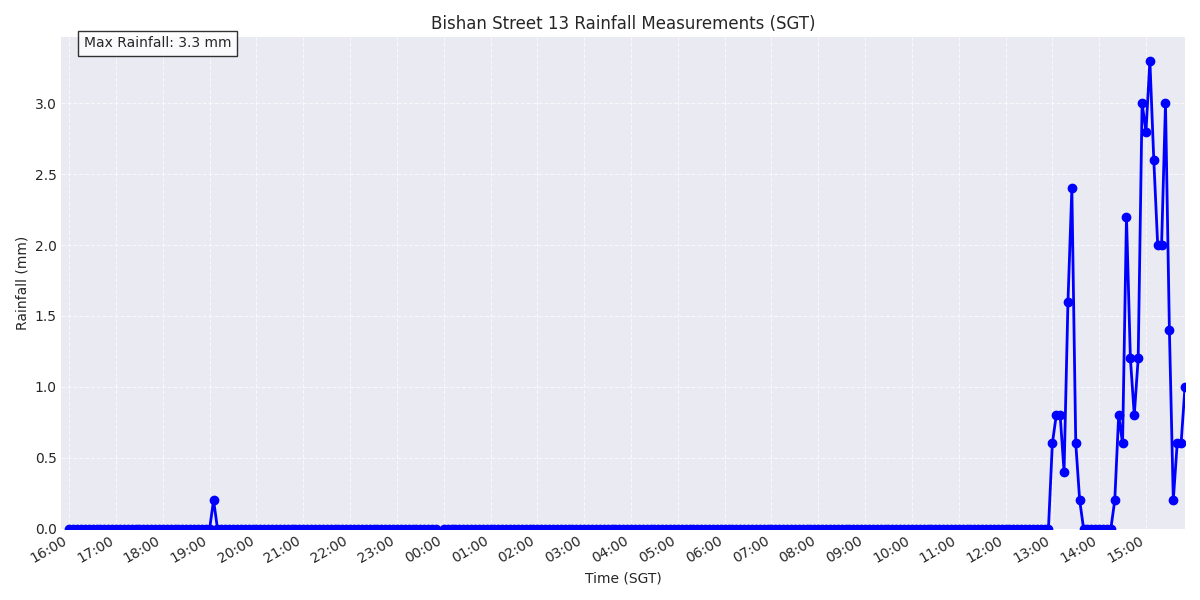 Bishan Street 13 Rainfall Measurements (SGT)
Max Rainfall: 3.3 mm
Rainfall (mm)
3.0
2.5
2.0
1.5
1.0
0.5
0.0
16:00 17:00 18:00 19:00 20:00 21:00 22:00 23:00 00:00 01:00 02:00 03:00 04:00 05:00 06:00 07:00 08:00 09:00 10:00 11:00 12:00 13:00 14:00 15:00
Time (SGT)